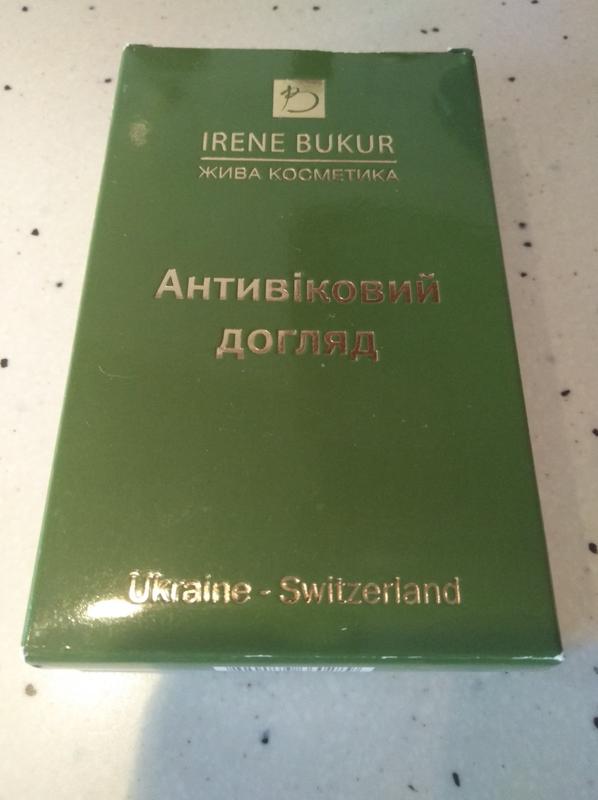 IRENE BUKUR
ЖИВА КОСМЕТИКА
Антивіковий
догляд
Ukraine - Switzerland